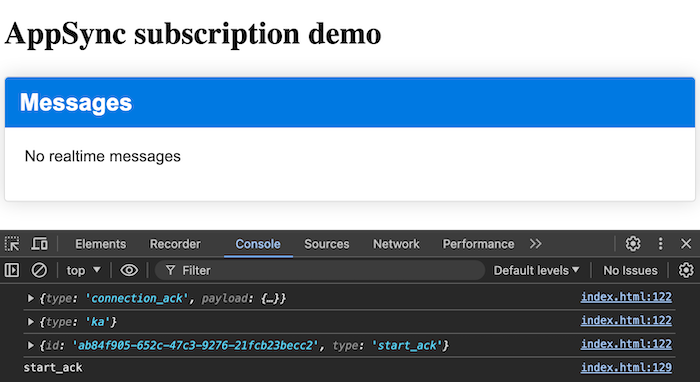 AppSync subscription demo
Messages
No realtime messages
Elements Recorder Console Sources Network Performance
top ▼ Filter Default levels ▼ No Issues
▶ {type: 'connection_ack', payload: {…}} index.html:122
▶ {type: 'ka'} index.html:122
▶ {id: 'ab84f905-652c-47c3-9276-21fcb23becc2', type: 'start_ack'} index.html:122
start_ack index.html:129